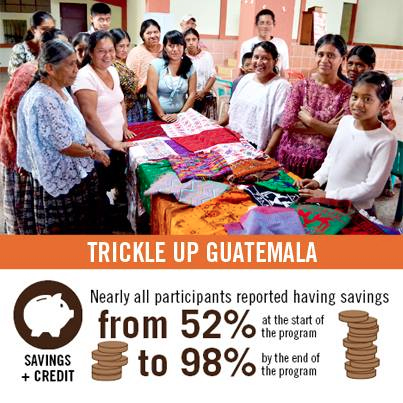 TRICKLE UP GUATEMALA
Nearly all participants reported having savings
from 52% at the start of the program
to 98% by the end of the program
SAVINGS
+ CREDIT